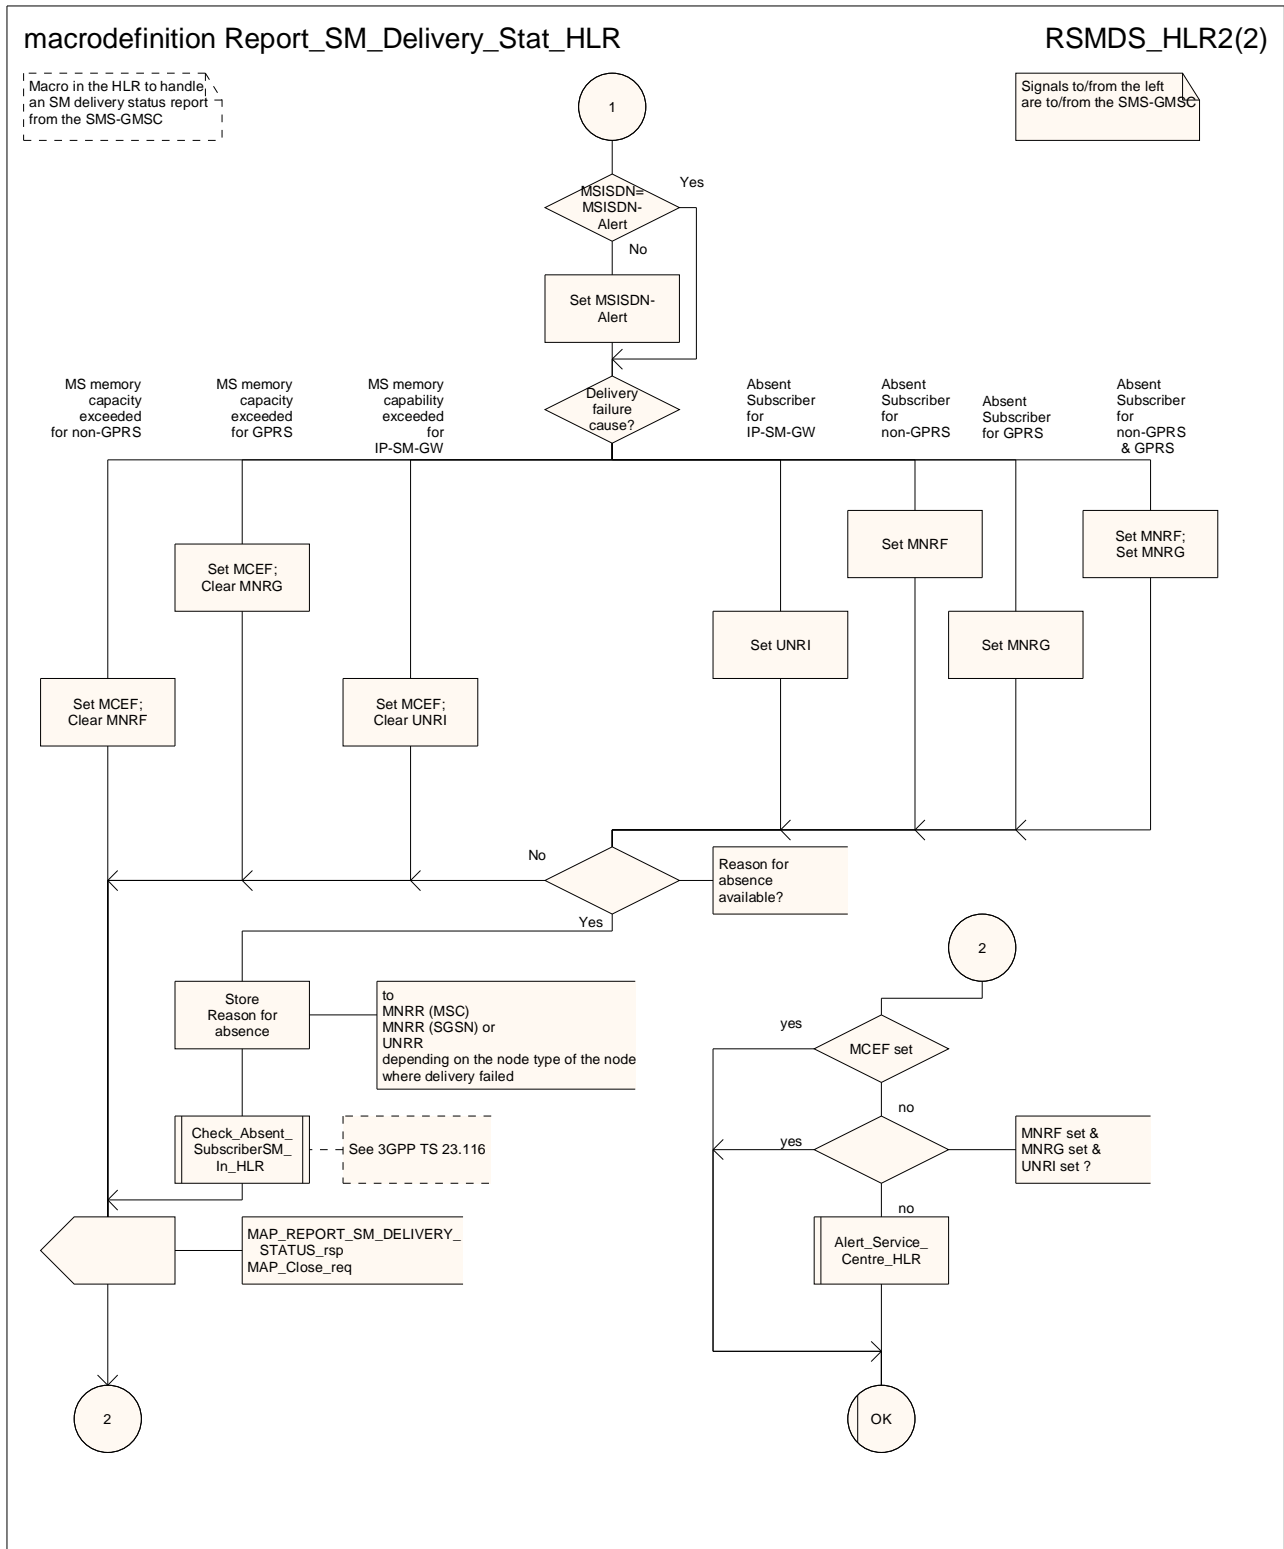 macrodefinition Report_SM_Delivery_Stat_HLR
RSMDS_HLR2(2)
Macro in the HLR to handle
an SM delivery status report
from the SMS-GMSC
Signals to/from the left
are to/from the SMS-GMSC
1
MSISDN=
MSISDN-
Alert
Yes
No
Set MSISDN-
Alert
Delivery
failure
cause?
MS memory
capacity
exceeded
for non-GPRS
MS memory
capacity
exceeded
for GPRS
MS memory
capability
exceeded
for
IP-SM-GW
Absent
Subscriber
for
IP-SM-GW
Absent
Subscriber
for
non-GPRS
Absent
Subscriber
for GPRS
Absent
Subscriber
for
non-GPRS
& GPRS
Set MNRF
Set MNRF;
Set MNRG
Set MCEF;
Clear MNRG
Set UNRI
Set MNRG
Set MCEF;
Clear MNRF
Set MCEF;
Clear UNRI
No
Reason for
absence
available?
Yes
Store
Reason for
absence
to
MNRR (MSC)
MNRR (SGSN) or
UNRR
depending on the node type of the node
where delivery failed
Check_Absent_
SubscriberSM_
In_HLR
See 3GPP TS 23.116
MAP_REPORT_SM_DELIVERY_
STATUS_rsp
MAP_Close_req
2
2
yes
MCEF set
no
yes
MNRF set &
MNRG set &
UNRI set ?
no
Alert_Service_
Centre_HLR
OK